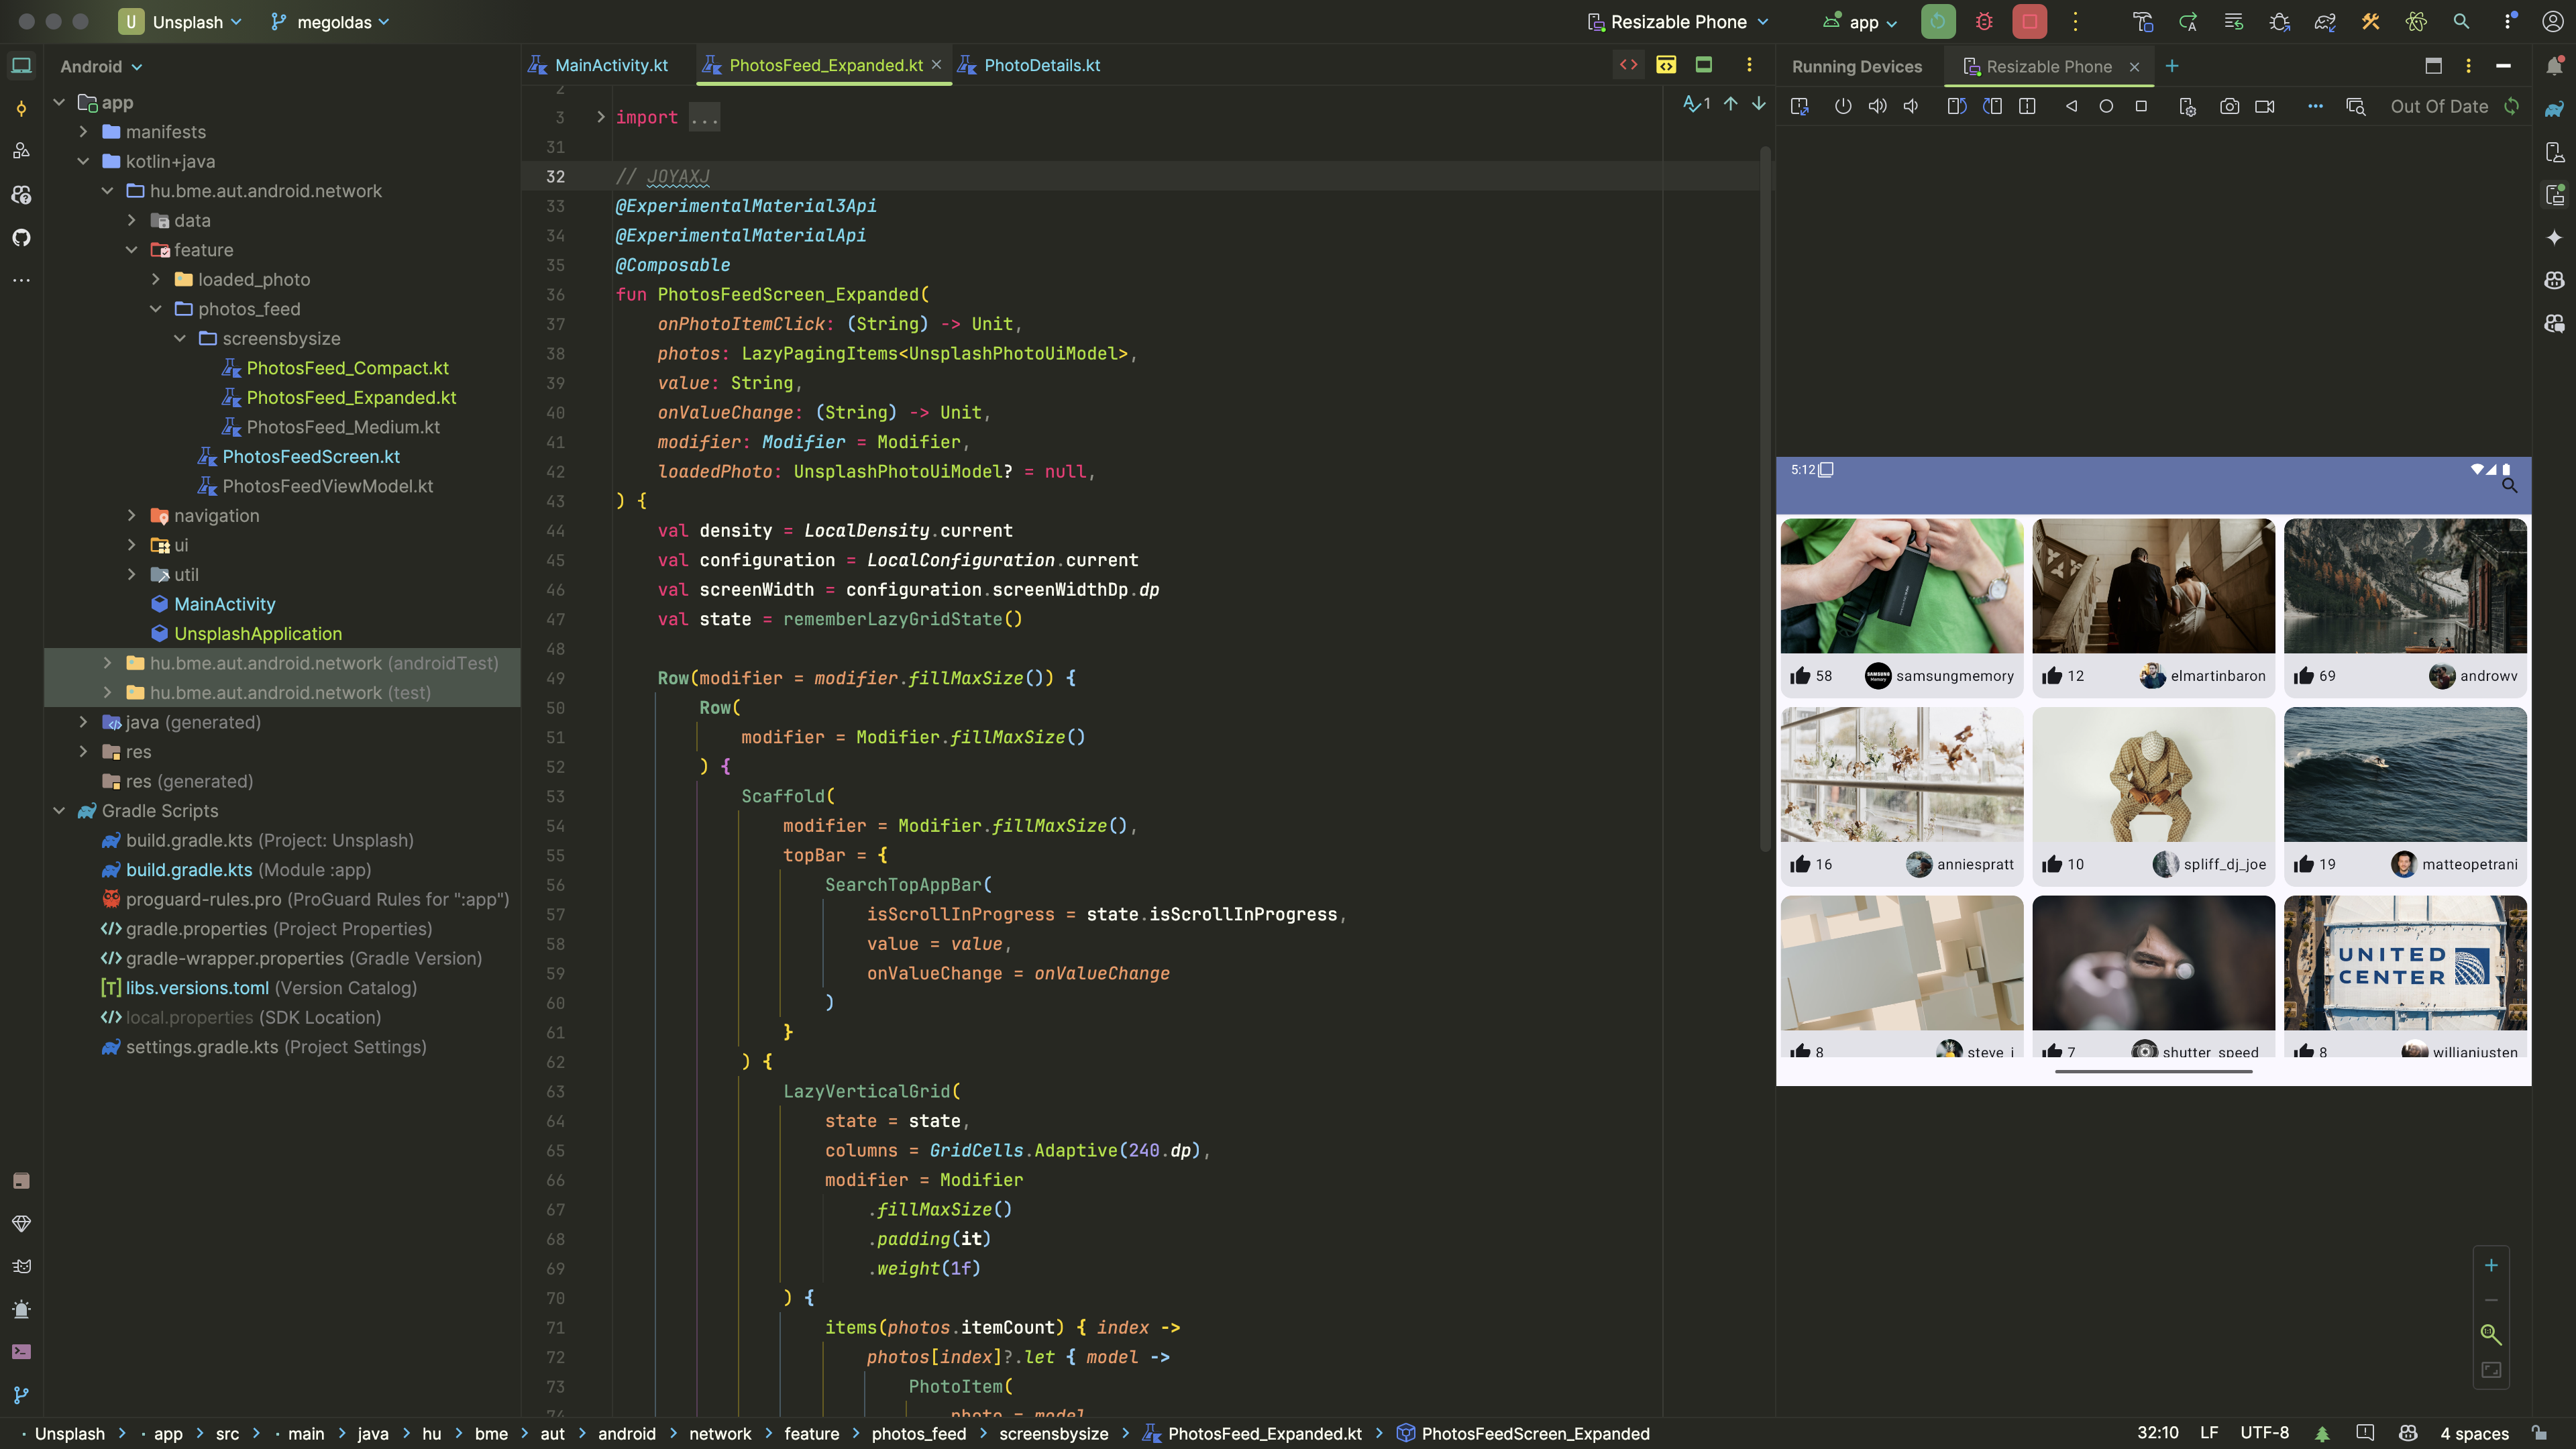 U Unsplash megoldas Resizable Phone app
Android
app
manifests
kotlin+java
hu.bme.aut.android.network
data
feature
loaded_photo
photos_feed
screensbysize
PhotosFeed_Compact.kt
PhotosFeed_Expanded.kt
PhotosFeed_Medium.kt
PhotosFeedScreen.kt
PhotosFeedViewModel.kt
navigation
ui
util
MainActivity
UnsplashApplication
hu.bme.aut.android.network (androidTest)
hu.bme.aut.android.network (test)
java (generated)
res
res (generated)
Gradle Scripts
build.gradle.kts (Project: Unsplash)
build.gradle.kts (Module :app)
proguard-rules.pro (ProGuard Rules for ":app")
gradle.properties (Project Properties)
gradle-wrapper.properties (Gradle Version)
libs.versions.toml (Version Catalog)
local.properties (SDK Location)
settings.gradle.kts (Project Settings)
MainActivity.kt PhotosFeed_Expanded.kt PhotoDetails.kt
1
2
3 import ...
31
32 // JOYAXJ
33 @ExperimentalMaterial3Api
34 @ExperimentalMaterialApi
35 @Composable
36 fun PhotosFeedScreen_Expanded(
37 onPhotoItemClick: (String) -> Unit,
38 photos: LazyPagingItems<UnsplashPhotoUiModel>,
39 value: String,
40 onValueChange: (String) -> Unit,
41 modifier: Modifier = Modifier,
42 loadedPhoto: UnsplashPhotoUiModel? = null,
43 ) {
44 val density = LocalDensity.current
45 val configuration = LocalConfiguration.current
46 val screenWidth = configuration.screenWidthDp.dp
47 val state = rememberLazyGridState()
48
49 Row(modifier = modifier.fillMaxSize()) {
50 Row(
51 modifier = Modifier.fillMaxSize()
52 ) {
53 Scaffold(
54 modifier = Modifier.fillMaxSize(),
55 topBar = {
56 SearchTopAppBar(
57 isScrollInProgress = state.isScrollInProgress,
58 value = value,
59 onValueChange = onValueChange
60 )
61 }
62 ) {
63 LazyVerticalGrid(
64 state = state,
65 columns = GridCells.Adaptive(240.dp),
66 modifier = Modifier
67 .fillMaxSize()
68 .padding(it)
69 .weight(1f)
70 ) {
71 items(photos.itemCount) { index ->
72 photos[index]?.let { model ->
73 PhotoItem(
74 photo = model
Running Devices Resizable Phone
Out Of Date
5:12
58 SAMSUNG Memory samsungmemory
12 elmartinbaron
69 androwv
16 anniespratt
10 spliff_dj_joe
19 matteopetrani
UNITED
CENTER
8 steve_j
7 shutter_speed_
8 willianjusten
1:1
Unsplash app src main java hu bme aut android network feature photos_feed screensbysize PhotosFeed_Expanded.kt PhotosFeedScreen_Expanded 32:10 LF UTF-8 4 spaces